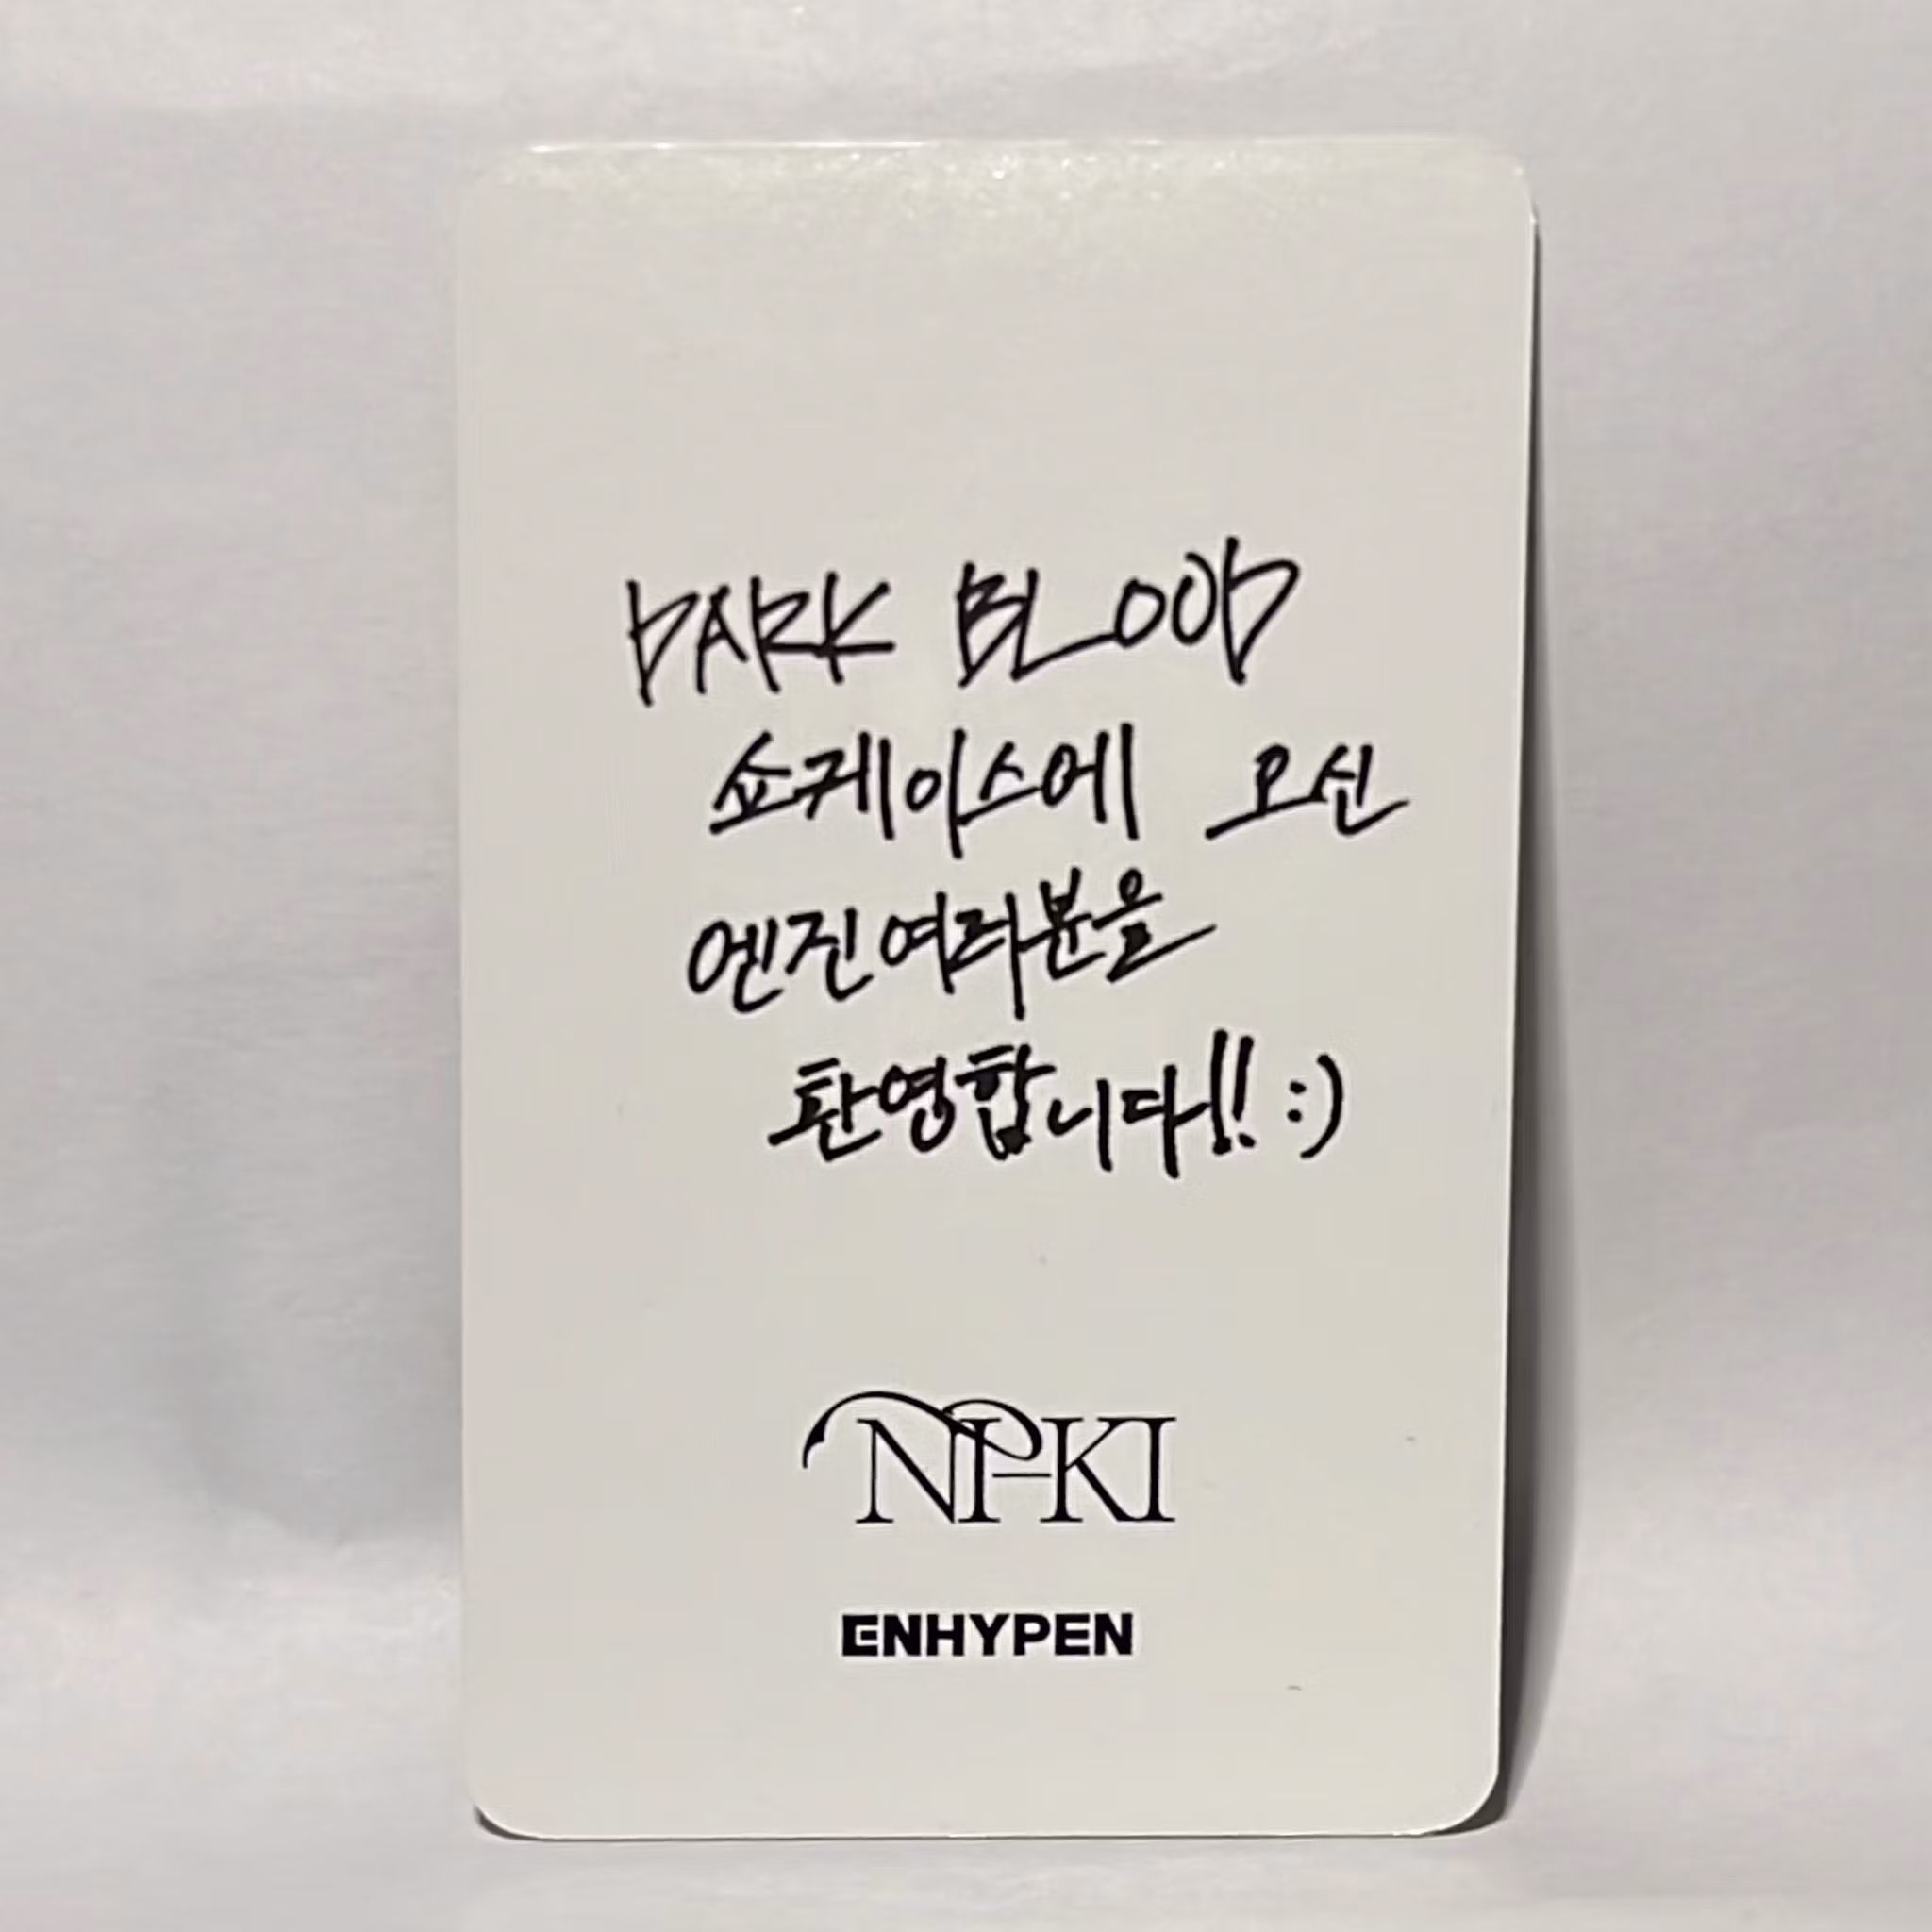 DARK BLOOD
쇼케이스에 오신
엔진여러분을
환영합니다!! :)
NI-KI
ENHYPEN